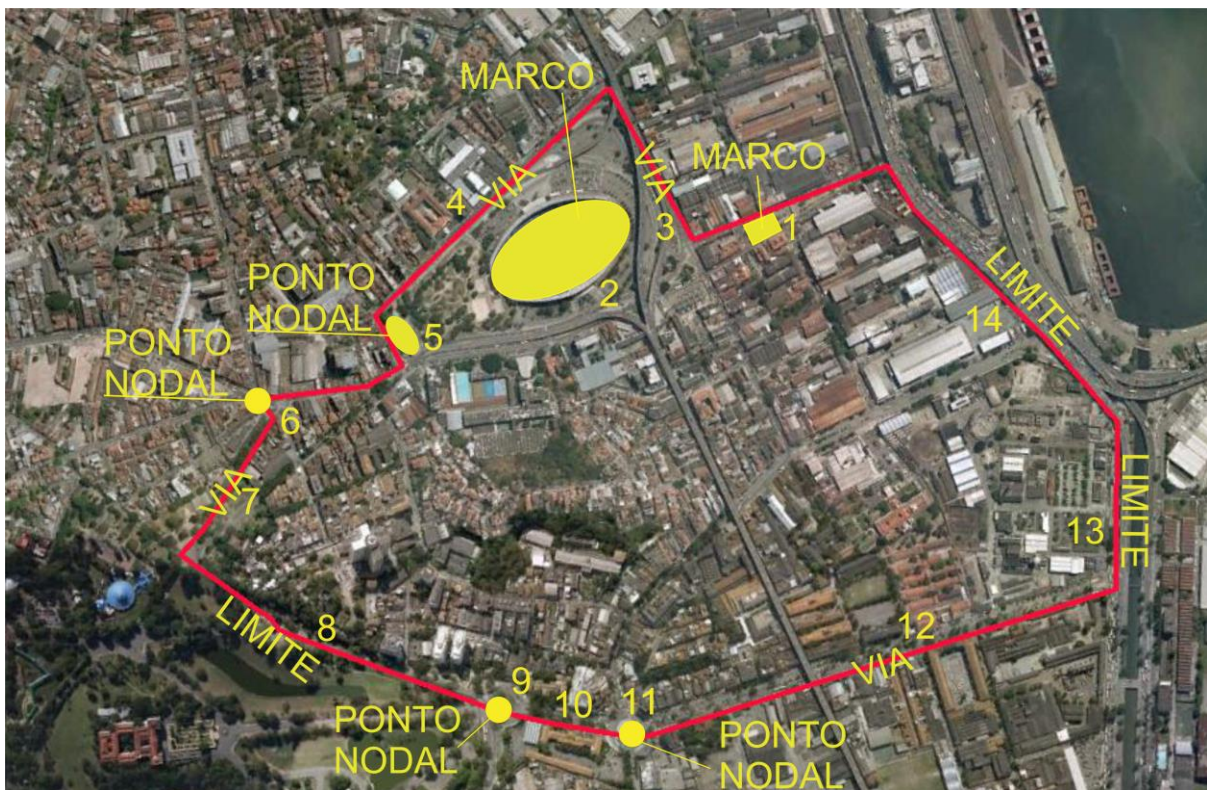 MARCO
VIA
MARCO
4
VIA
3
1
PONTO
NODAL
2
LIMITE
14
5
PONTO
NODAL
6
LIMITE
VIA
7
13
LIMITE
8
12
VIA
9
10
11
PONTO
NODAL
PONTO
NODAL